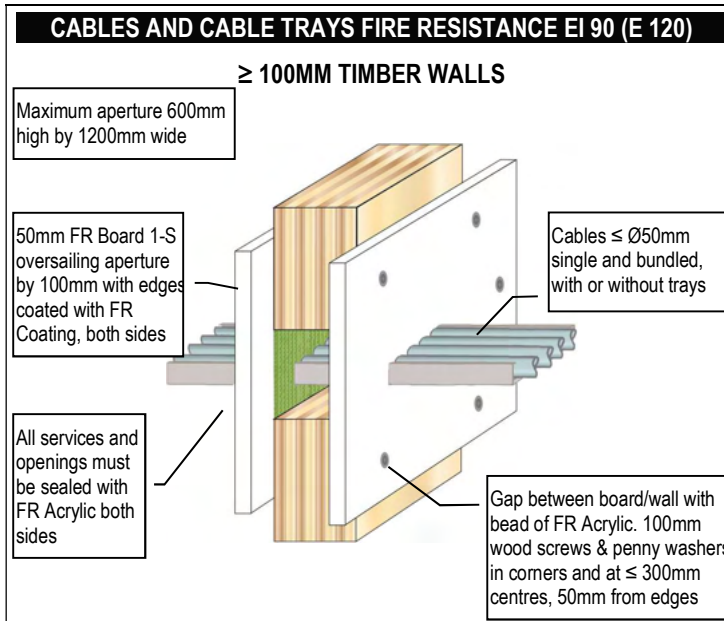 CABLES AND CABLE TRAYS FIRE RESISTANCE EI 90 (E 120)
≥ 100MM TIMBER WALLS
Maximum aperture 600mm
high by 1200mm wide
50mm FR Board 1-S
oversailing aperture
by 100mm with edges
coated with FR
Coating, both sides
Cables ≤ Ø50mm
single and bundled,
with or without trays
All services and
openings must
be sealed with
FR Acrylic both
sides
Gap between board/wall with
bead of FR Acrylic. 100mm
wood screws & penny washers
in corners and at ≤ 300mm
centres, 50mm from edges